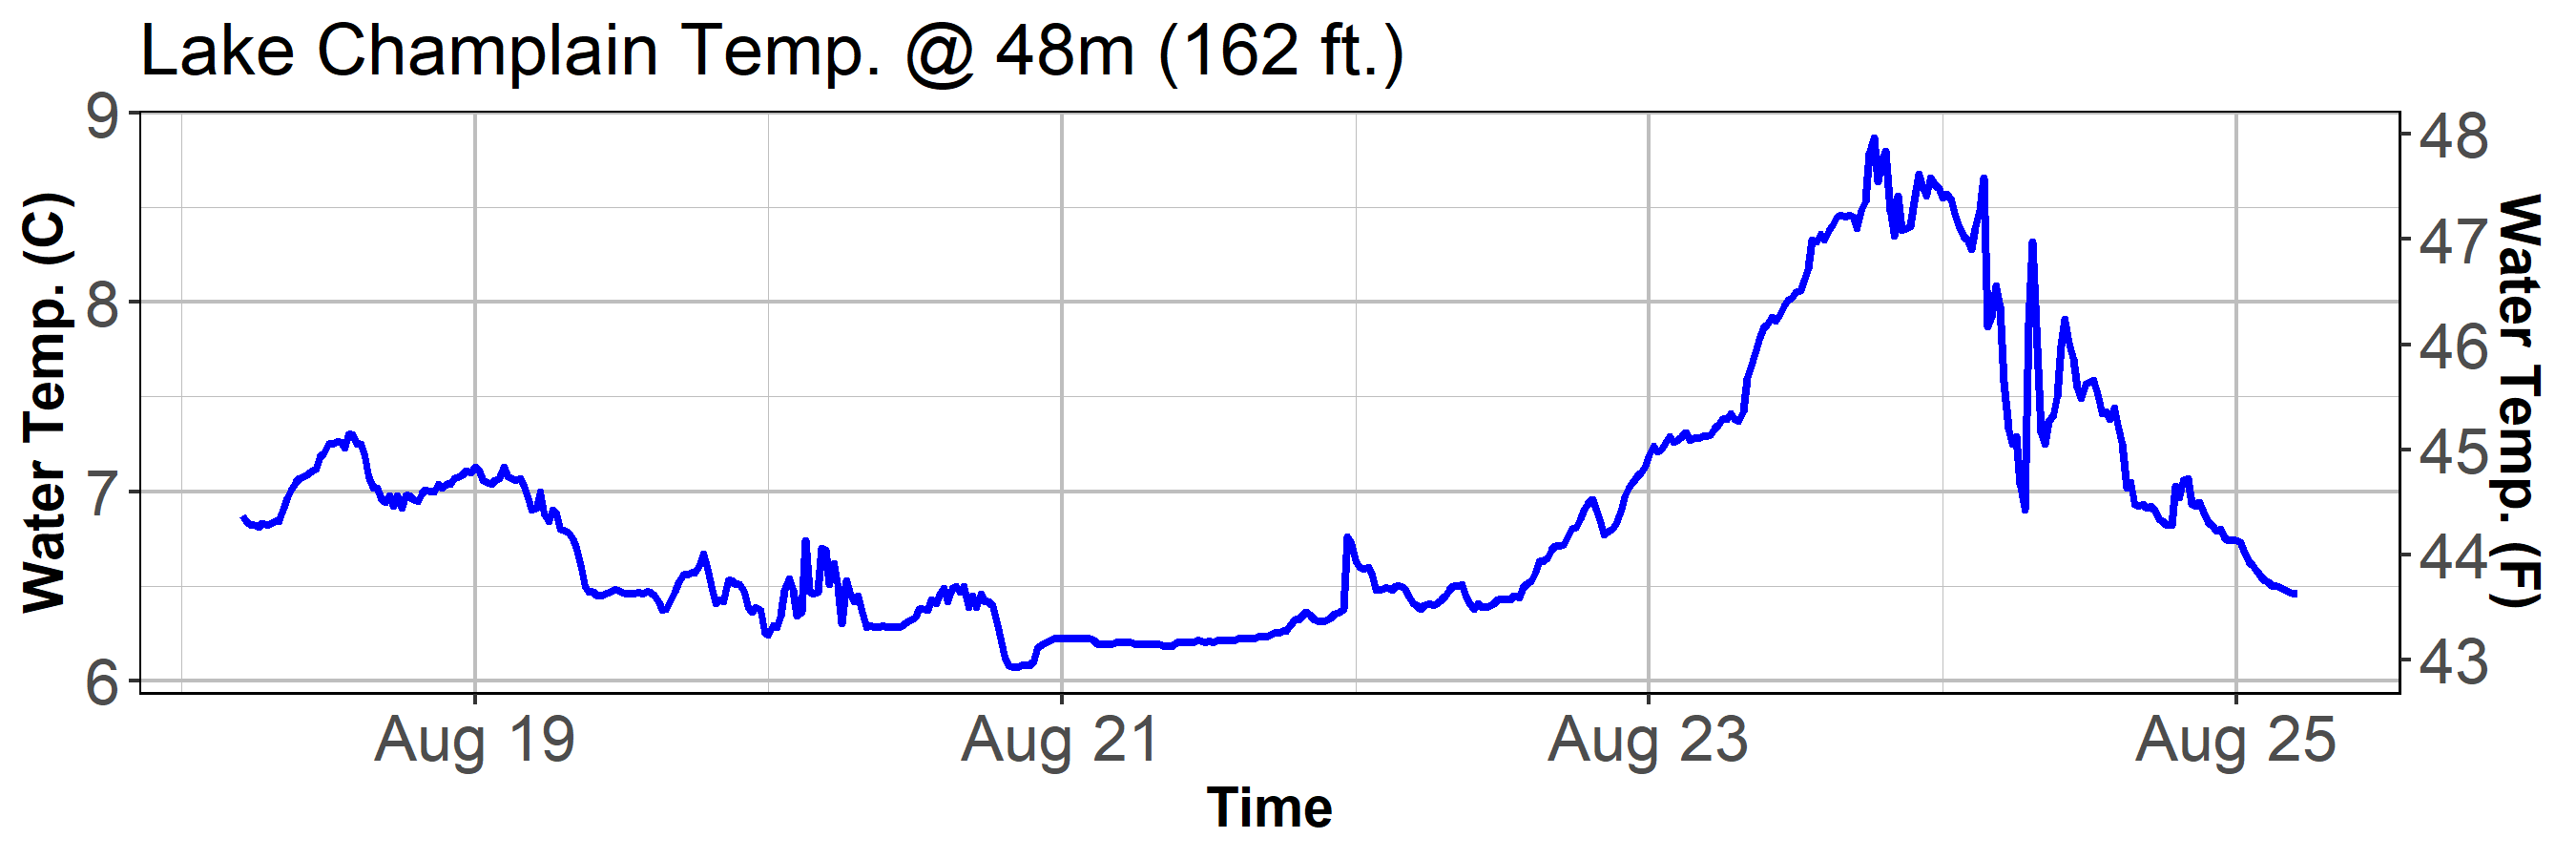 Lake Champlain Temp. @ 48m (162 ft.)
9
8
7
6
Water Temp. (C)
48
47
46
45
44
43
Water Temp. (F)
Aug 19
Aug 21
Aug 23
Aug 25
Time